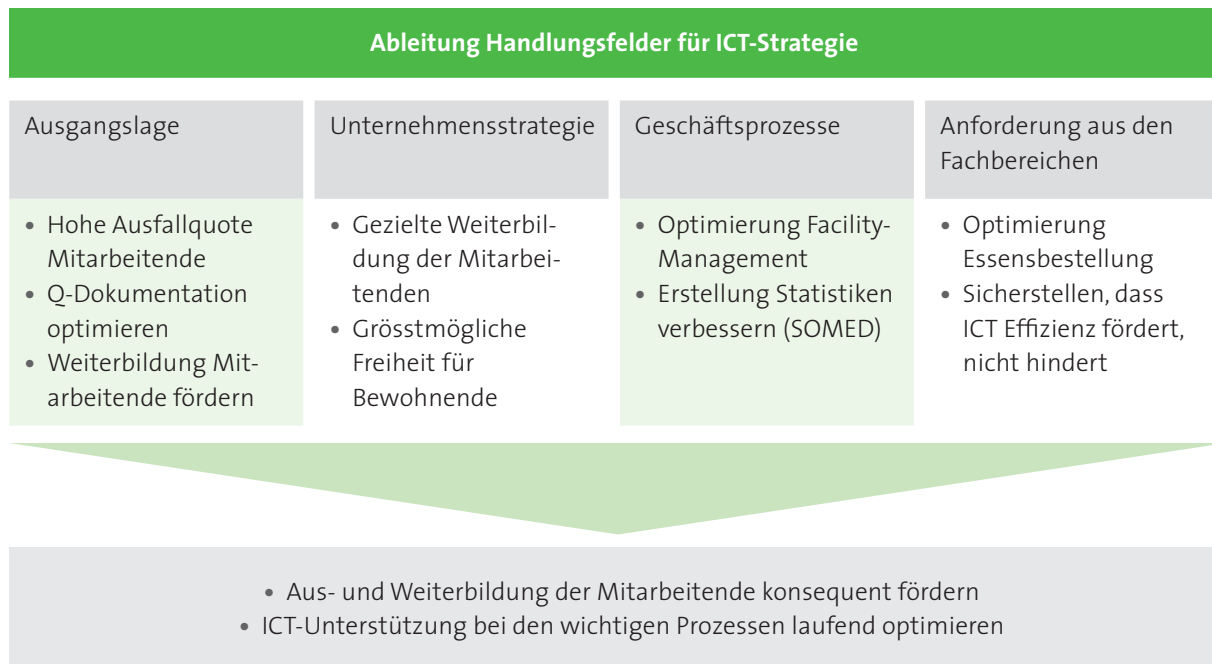 Ableitung Handlungsfelder für ICT-Strategie
Ausgangslage
• Hohe Ausfallquote
Mitarbeitende
• Q-Dokumentation
optimieren
• Weiterbildung Mit-
arbeitende fördern
Unternehmensstrategie
• Gezielte Weiterbil-
dung der Mitarbei-
tenden
• Grösstmögliche
Freiheit für
Bewohnende
Geschäftsprozesse
• Optimierung Facility-
Management
• Erstellung Statistiken
verbessern (SOMED)
Anforderung aus den
Fachbereichen
• Optimierung
Essensbestellung
• Sicherstellen, dass
ICT Effizienz fördert,
nicht hindert
• Aus- und Weiterbildung der Mitarbeitende konsequent fördern
• ICT-Unterstützung bei den wichtigen Prozessen laufend optimieren